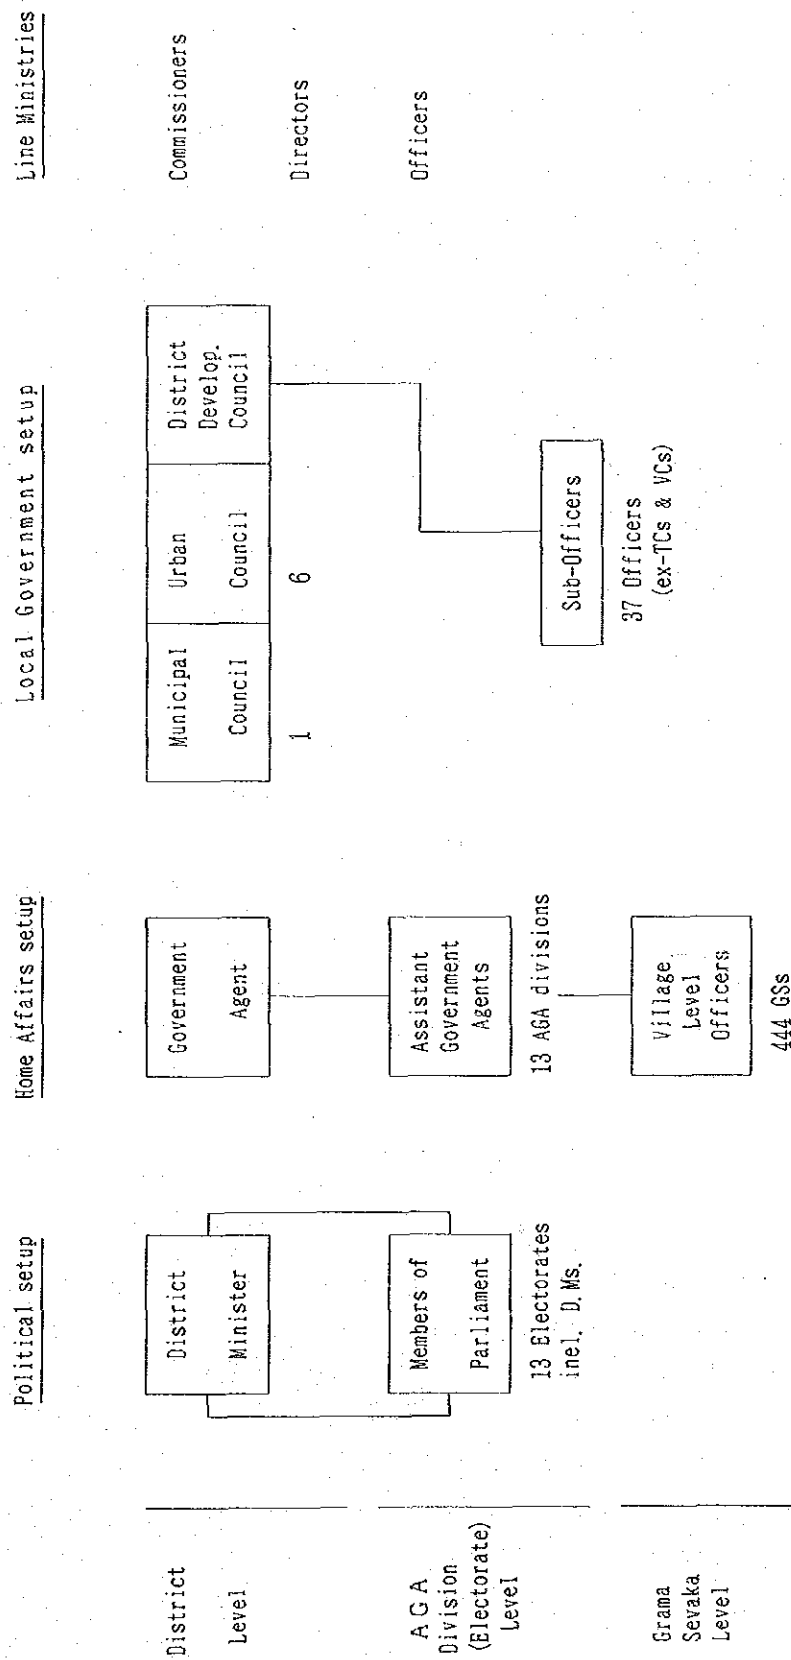 Political setup
Home Affairs setup
Local Government setup
Line Ministries
District
Level
District
Minister
Government
Agent
Municipal
Council
1
Urban
Council
6
District
Develop.
Council
Commissioners
Directors
Officers
A G A
Division
(Electorate)
Level
Members of
Parliament
13 Electorates
inel. D.Ms.
Assistant
Government
Agents
13 AGA divisions
Sub-Officers
37 Officers
(ex-TCs & VCs)
Grama
Sevaka
Level
Village
Level
Officers
444 GSs